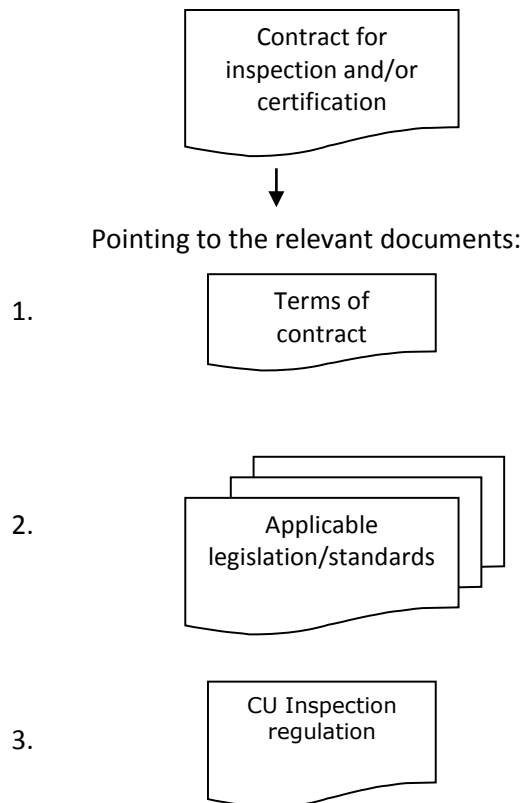 Contract for
inspection and/or
certification
Pointing to the relevant documents:
1.
Terms of
contract
2.
Applicable
legislation/standards
3.
CU Inspection
regulation